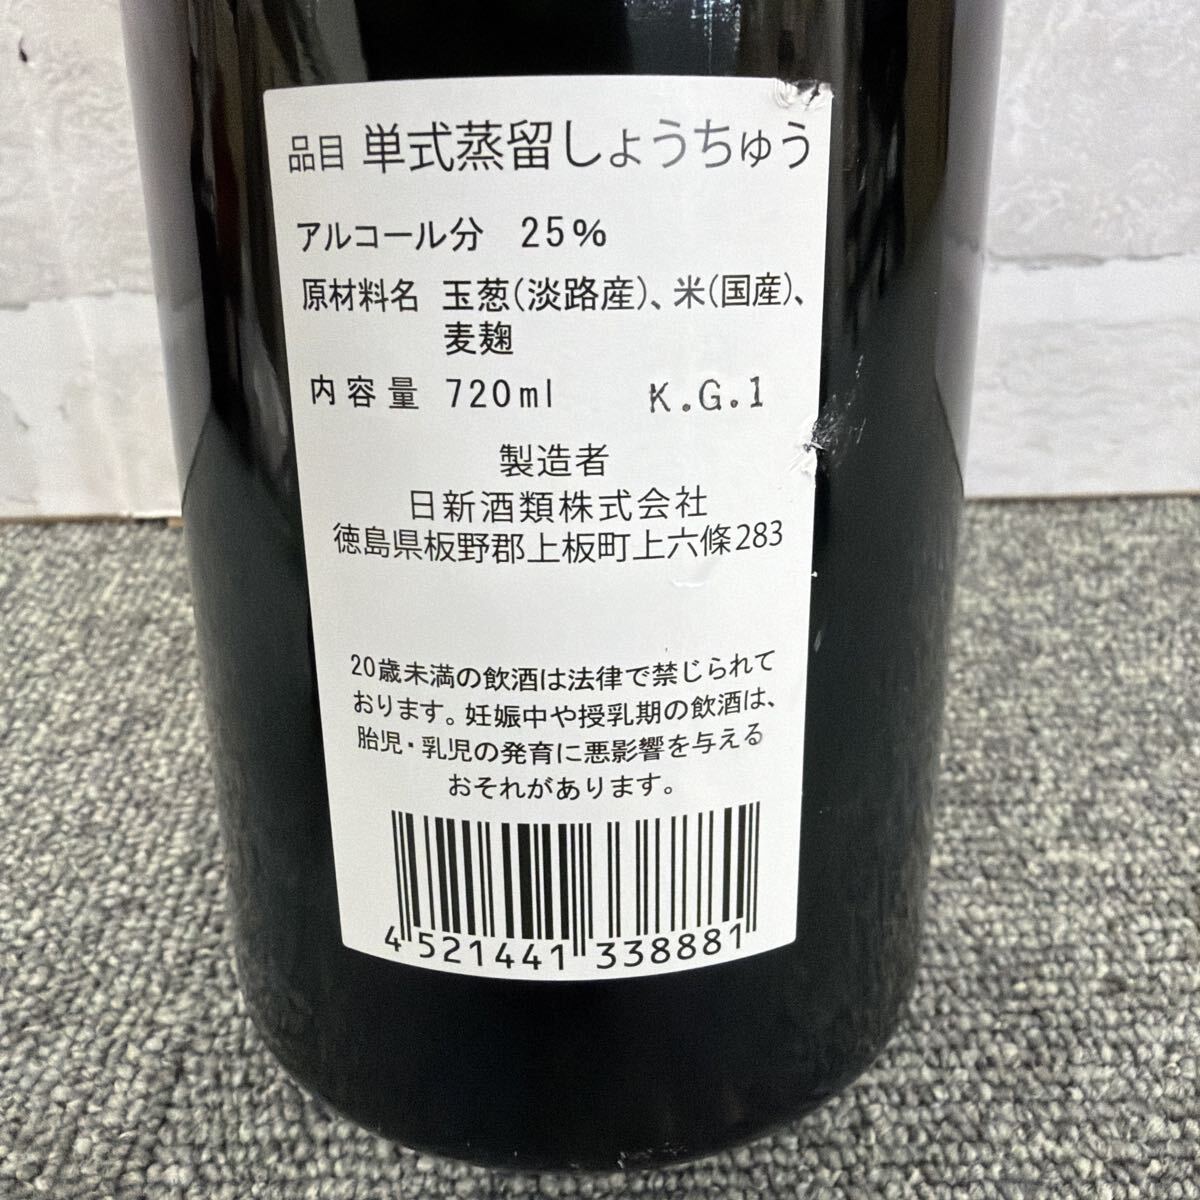 品目 単式蒸留しょうちゅう
アルコール分 25%
原材料名 玉葱(淡路産)、米(国産)、
麦麹
内容量 720ml K.G.1
製造者
日新酒類株式会社
徳島県板野郡上板町上六條283
20歳未満の飲酒は法律で禁じられて
おります。妊娠中や授乳期の飲酒は、
胎児・乳児の発育に悪影響を与える
おそれがあります。
4 521441 338881